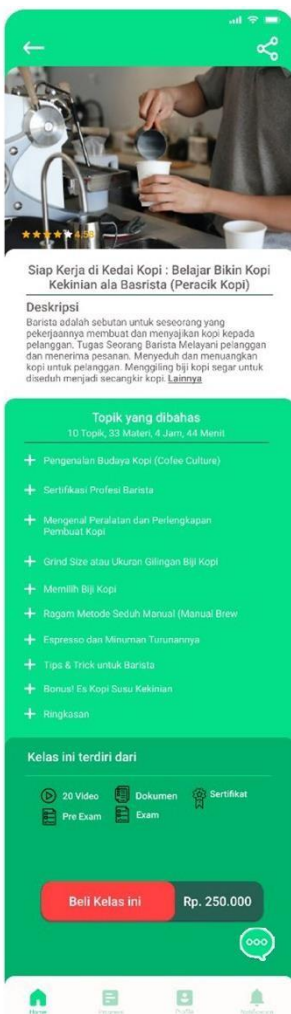 4,50
Siap Kerja di Kedai Kopi : Belajar Bikin Kopi
Kekinian ala Basrista (Peracik Kopi)
Deskripsi
Barista adalah sebutan untuk seseorang yang
pekerjaannya membuat dan menyajikan kopi kepada
pelanggan. Tugas Seorang Barista Melayani pelanggan
dan menerima pesanan. Menyeduh dan menuangkan
kopi untuk pelanggan. Menggiling biji kopi segar untuk
diseduh menjadi secangkir kopi. Lainnya
Topik yang dibahas
10 Topik, 33 Materi, 4 Jam, 44 Menit
Pengenalan Budaya Kopi (Cofee Culture)
Sertifikasi Profesi Barista
Mengenal Peralatan dan Perlengkapan
Pembuat Kopi
Grind Size atau Ukuran Gilingan Biji Kopi
Memilih Biji Kopi
Ragam Metode Seduh Manual (Manual Brew
Espresso dan Minuman Turunannya
Tips & Trick untuk Barista
Bonus! Es Kopi Susu Kekinian
Ringkasan
Kelas ini terdiri dari
20 Video Dokumen Sertifikat
Pre Exam Exam
Beli Kelas ini Rp. 250.000
Home Profile